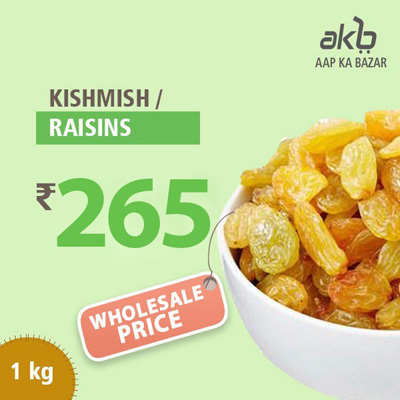 akb
AAP KA BAZAR
KISHMISH /
RAISINS
₹265
WHOLESALE
PRICE
1 kg